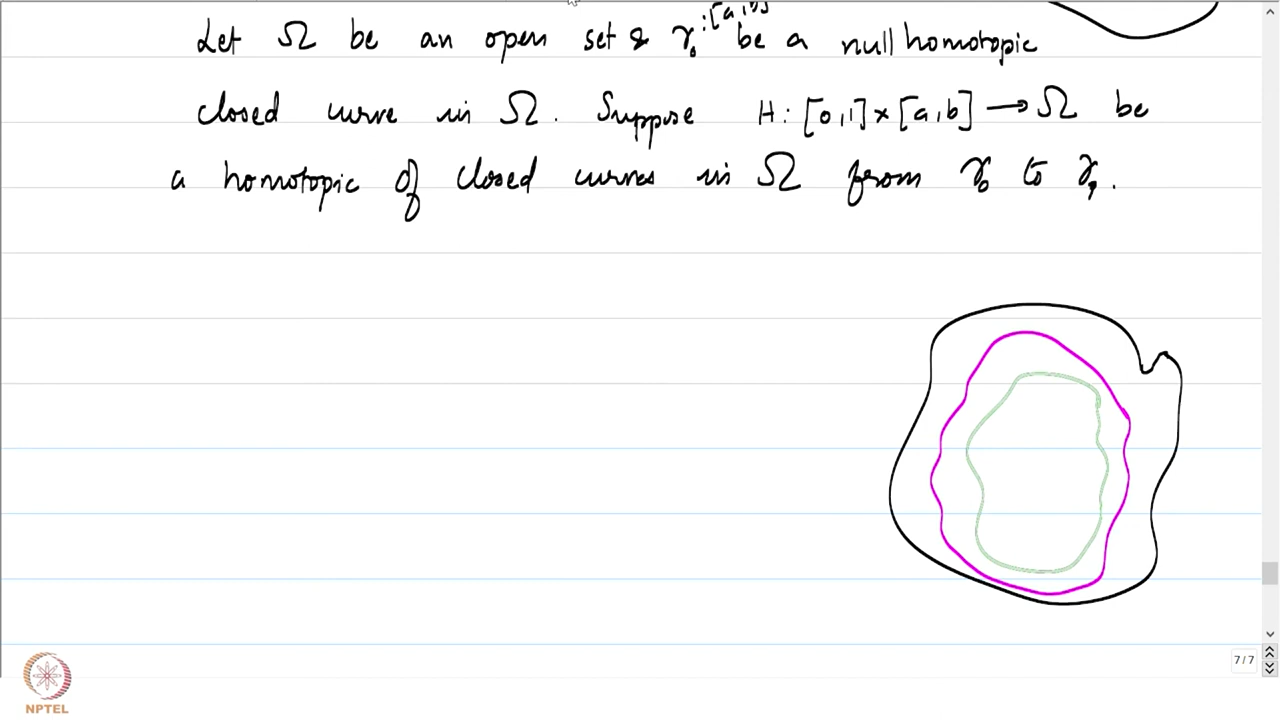 :[a,b]
Let Ω be an open set & γ₀ be a null homotopic
closed curve in Ω. Suppose H: [0,1]×[a,b] → Ω be
a homotopic of closed curves in Ω from γ₀ to γ₁.
7/7
NPTEL